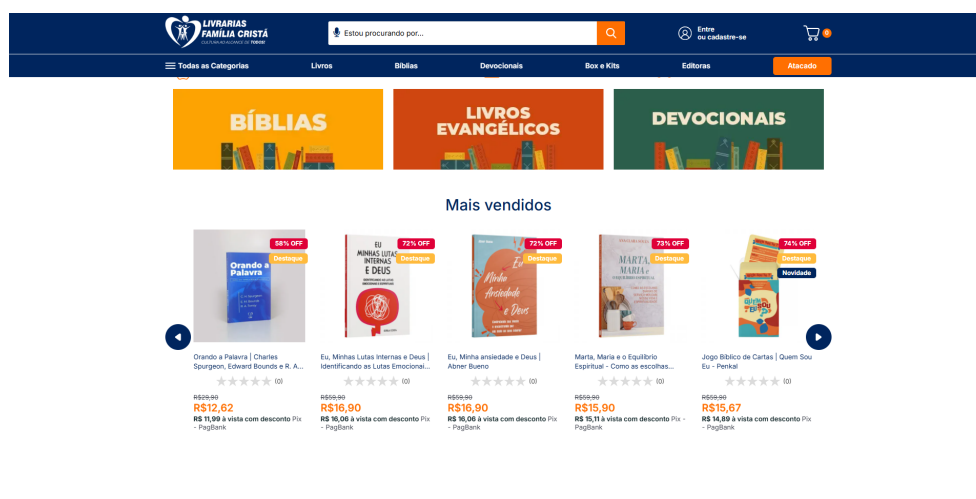 LIVRARIAS
FAMÍLIA CRISTÃ
CULTURA AO ALCANCE DE TODOS!
Estou procurando por...
Entre
ou cadastre-se
0
Todas as Categorias
Livros
Bíblias
Devocionais
Box e Kits
Editoras
Atacado
BÍBLIAS
LIVROS
EVANGÉLICOS
DEVOCIONAIS
Mais vendidos
58% OFF
Destaque
Orando a
Palavra
72% OFF
Destaque
EU
MINHAS LUTAS
INTERNAS
E DEUS
72% OFF
Destaque
Eu
Minha
Ansiedade
e Deus
73% OFF
Destaque
MARTA,
MARIA e
74% OFF
Destaque
Novidade
QUEM
SOU
Orando a Palavra | Charles
Spurgeon, Edward Bounds e R. A...
(0)
R$29,90
R$12,62
R$ 11,99 à vista com desconto Pix
- PagBank
Eu, Minhas Lutas Internas e Deus |
Identificando as Lutas Emocionai...
(0)
R$59,90
R$16,90
R$ 16,06 à vista com desconto Pix
- PagBank
Eu, Minha ansiedade e Deus |
Abner Bueno
(0)
R$59,90
R$16,90
R$ 16,06 à vista com desconto Pix
- PagBank
Marta, Maria e o Equilíbrio
Espiritual - Como as escolhas...
(0)
R$59,90
R$15,90
R$ 15,11 à vista com desconto Pix -
PagBank
Jogo Bíblico de Cartas | Quem Sou
Eu - Penkal
(0)
R$59,90
R$15,67
R$ 14,89 à vista com desconto Pix
- PagBank